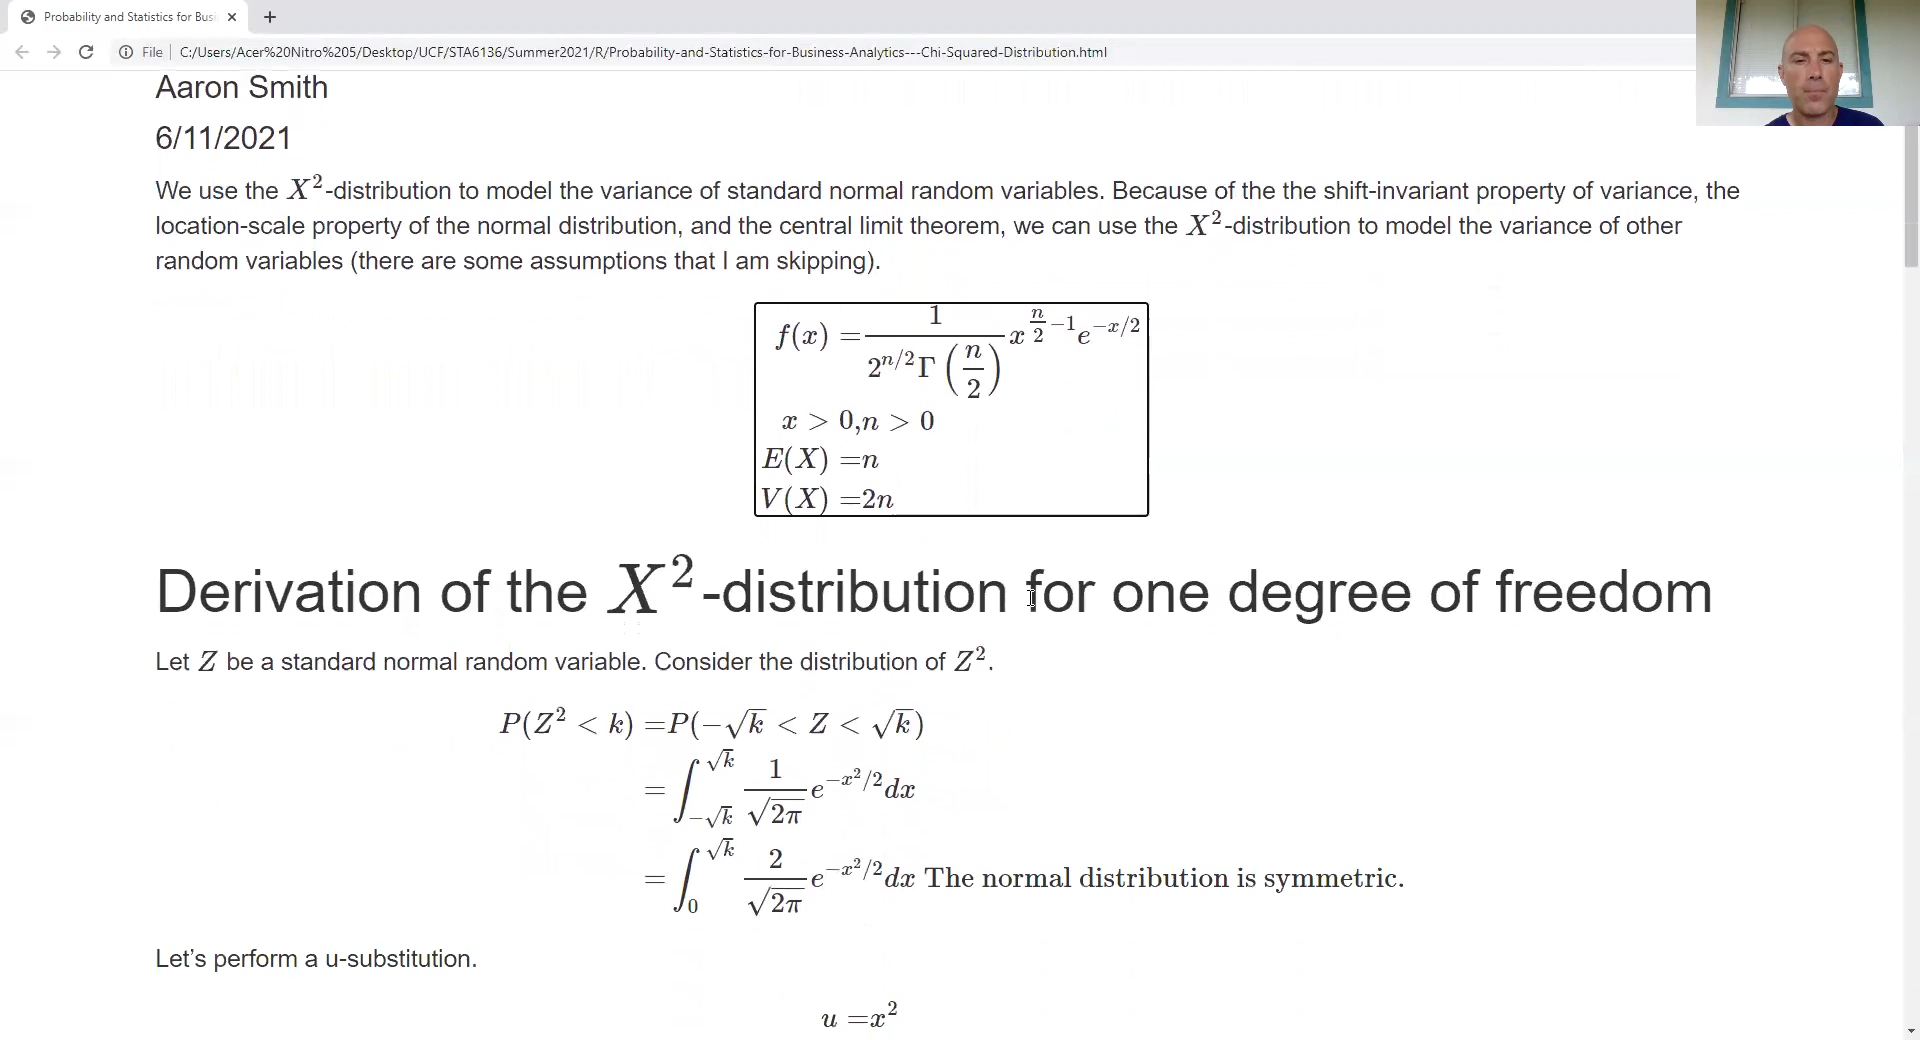 Probability and Statistics for Busi
File | C:/Users/Acer%20Nitro%205/Desktop/UCF/STA6136/Summer2021/R/Probability-and-Statistics-for-Business-Analytics---Chi-Squared-Distribution.html
Aaron Smith
6/11/2021
We use the X²-distribution to model the variance of standard normal random variables. Because of the the shift-invariant property of variance, the
location-scale property of the normal distribution, and the central limit theorem, we can use the X²-distribution to model the variance of other
random variables (there are some assumptions that I am skipping).
f(x) = 1 / (2^{n/2} Γ(n/2)) x^{n/2 −1} e^{−x/2}
x > 0, n > 0
E(X) =n
V(X) =2n
Derivation of the X²-distribution for one degree of freedom
Let Z be a standard normal random variable. Consider the distribution of Z².
P(Z² < k) =P(−√k < Z < √k)
= ∫_{−√k}^{√k} 1/√(2π) e^{−x²/2} dx
= ∫_0^{√k} 2/√(2π) e^{−x²/2} dx The normal distribution is symmetric.
Let’s perform a u-substitution.
u =x²